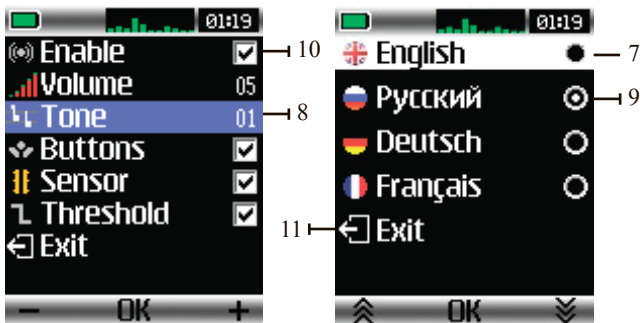 01:19
Enable
10
Volume 05
Tone 01
8
Buttons
Sensor
Threshold
Exit
− OK +
01:19
English
7
Русский
9
Deutsch
Français
11
Exit
OK